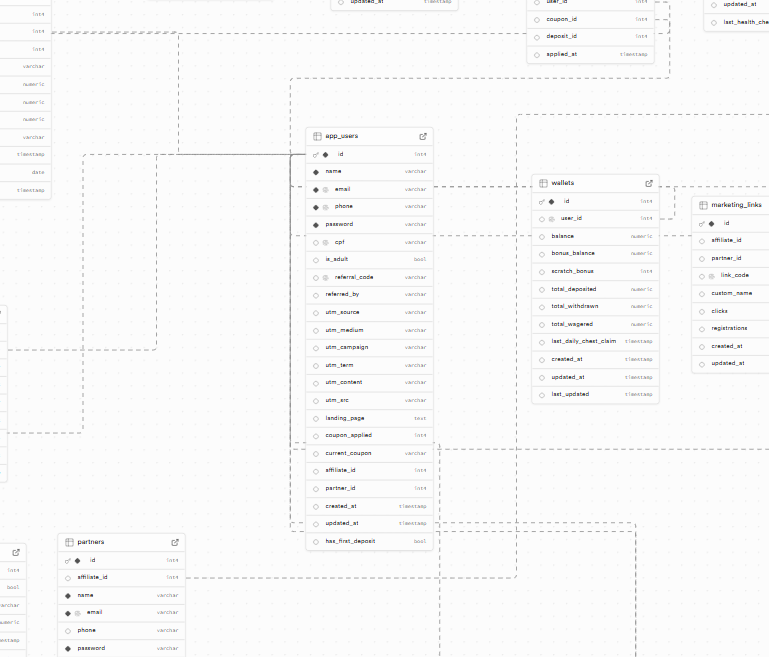 updated_at timestamp
user_id int4
coupon_id int4
deposit_id int4
applied_at timestamp
updated_at
last_health_che
int4
int4
int4
varchar
numeric
numeric
numeric
varchar
timestamp
date
timestamp
app_users
id int4
name varchar
email varchar
phone varchar
password varchar
cpf varchar
is_adult bool
referral_code varchar
referred_by varchar
utm_source varchar
utm_medium varchar
utm_campaign varchar
utm_term varchar
utm_content varchar
utm_src varchar
landing_page text
coupon_applied int4
current_coupon varchar
affiliate_id int4
partner_id int4
created_at timestamp
updated_at timestamp
has_first_deposit bool
wallets
id int4
user_id int4
balance numeric
bonus_balance numeric
scratch_bonus int4
total_deposited numeric
total_withdrawn numeric
total_wagered numeric
last_daily_chest_claim timestamp
created_at timestamp
updated_at timestamp
last_updated timestamp
marketing_links
id
affiliate_id
partner_id
link_code
custom_name
clicks
registrations
created_at
updated_at
int4
bool
varchar
numeric
partners
id int4
affiliate_id int4
name varchar
email varchar
phone varchar
password varchar